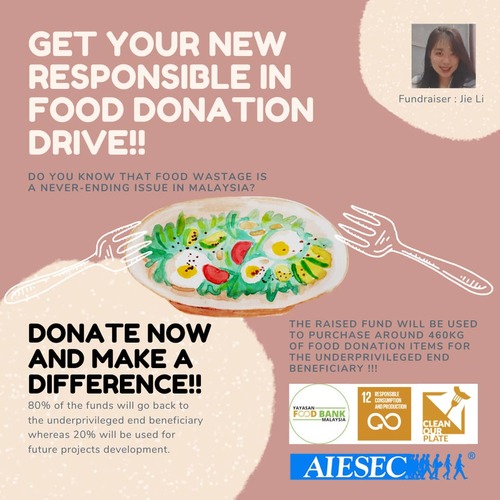 GET YOUR NEW
RESPONSIBLE IN
FOOD DONATION
DRIVE!!
Fundraiser : Jie Li
DO YOU KNOW THAT FOOD WASTAGE IS
A NEVER-ENDING ISSUE IN MALAYSIA?
DONATE NOW
AND MAKE A
DIFFERENCE!!
80% of the funds will go back to
the underprivileged end beneficiary
whereas 20% will be used for
future projects development.
THE RAISED FUND WILL BE USED
TO PURCHASE AROUND 460KG
OF FOOD DONATION ITEMS FOR
THE UNDERPRIVILEGED END
BENEFICIARY !!!
YAYASAN
FOOD BANK
MALAYSIA
12 RESPONSIBLE
CONSUMPTION
AND PRODUCTION
CLEAN
OUR
PLATE
AIESEC®